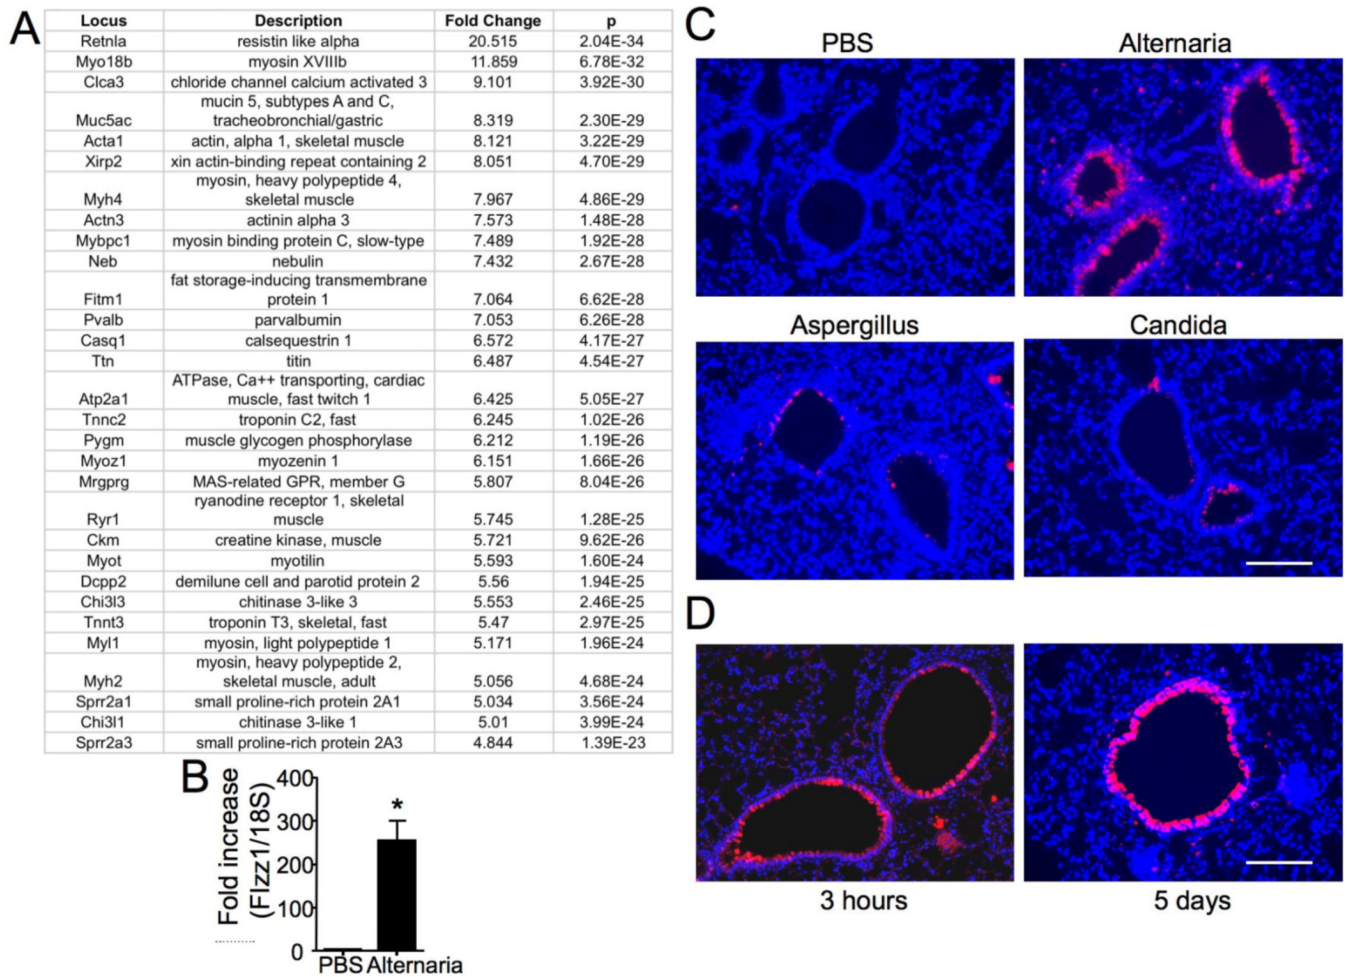 A
Locus Description Fold Change p
Retnla resistin like alpha 20.515 2.04E-34
Myo18b myosin XVIIIb 11.859 6.78E-32
Clca3 chloride channel calcium activated 3 9.101 3.92E-30
mucin 5, subtypes A and C,
Muc5ac tracheobronchial/gastric 8.319 2.30E-29
Acta1 actin, alpha 1, skeletal muscle 8.121 3.22E-29
Xirp2 xin actin-binding repeat containing 2 8.051 4.70E-29
myosin, heavy polypeptide 4,
Myh4 skeletal muscle 7.967 4.86E-29
Actn3 actinin alpha 3 7.573 1.48E-28
Mybpc1 myosin binding protein C, slow-type 7.489 1.92E-28
Neb nebulin 7.432 2.67E-28
fat storage-inducing transmembrane
Fitm1 protein 1 7.064 6.62E-28
Pvalb parvalbumin 7.053 6.26E-28
Casq1 calsequestrin 1 6.572 4.17E-27
Ttn titin 6.487 4.54E-27
ATPase, Ca++ transporting, cardiac
Atp2a1 muscle, fast twitch 1 6.425 5.05E-27
Tnnc2 troponin C2, fast 6.245 1.02E-26
Pygm muscle glycogen phosphorylase 6.212 1.19E-26
Myoz1 myozenin 1 6.151 1.66E-26
Mrgprg MAS-related GPR, member G 5.807 8.04E-26
ryanodine receptor 1, skeletal
Ryr1 muscle 5.745 1.28E-25
Ckm creatine kinase, muscle 5.721 9.62E-26
Myot myotilin 5.593 1.60E-24
Dcpp2 demilune cell and parotid protein 2 5.56 1.94E-25
Chi3l3 chitinase 3-like 3 5.553 2.46E-25
Tnnt3 troponin T3, skeletal, fast 5.47 2.97E-25
Myl1 myosin, light polypeptide 1 5.171 1.96E-24
myosin, heavy polypeptide 2,
Myh2 skeletal muscle, adult 5.056 4.68E-24
Sprr2a1 small proline-rich protein 2A1 5.034 3.56E-24
Chi3l1 chitinase 3-like 1 5.01 3.99E-24
Sprr2a3 small proline-rich protein 2A3 4.844 1.39E-23
B
Fold increase
(FIzz1/18S)
400
300
200
100
0
*
PBS Alternaria
C
PBS Alternaria
Aspergillus Candida
D
3 hours 5 days